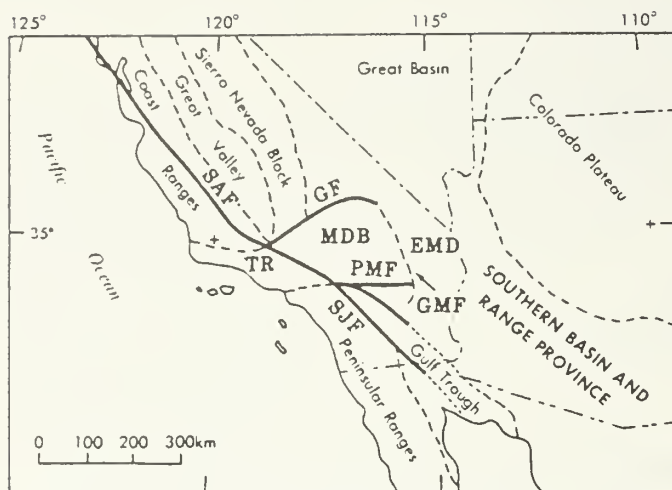 125° 120° 115° 110°
Great Basin
Sierro Nevada Block
Great Valley
Coast Ranges
Colorado Plateau
Pacific Ocean
SAF
GF
35°
MDB
EMD
TR
PMF
GMF
SJF
SOUTHERN BASIN AND
RANGE PROVINCE
Gulf Trough
Peninsular Ranges
0 100 200 300km